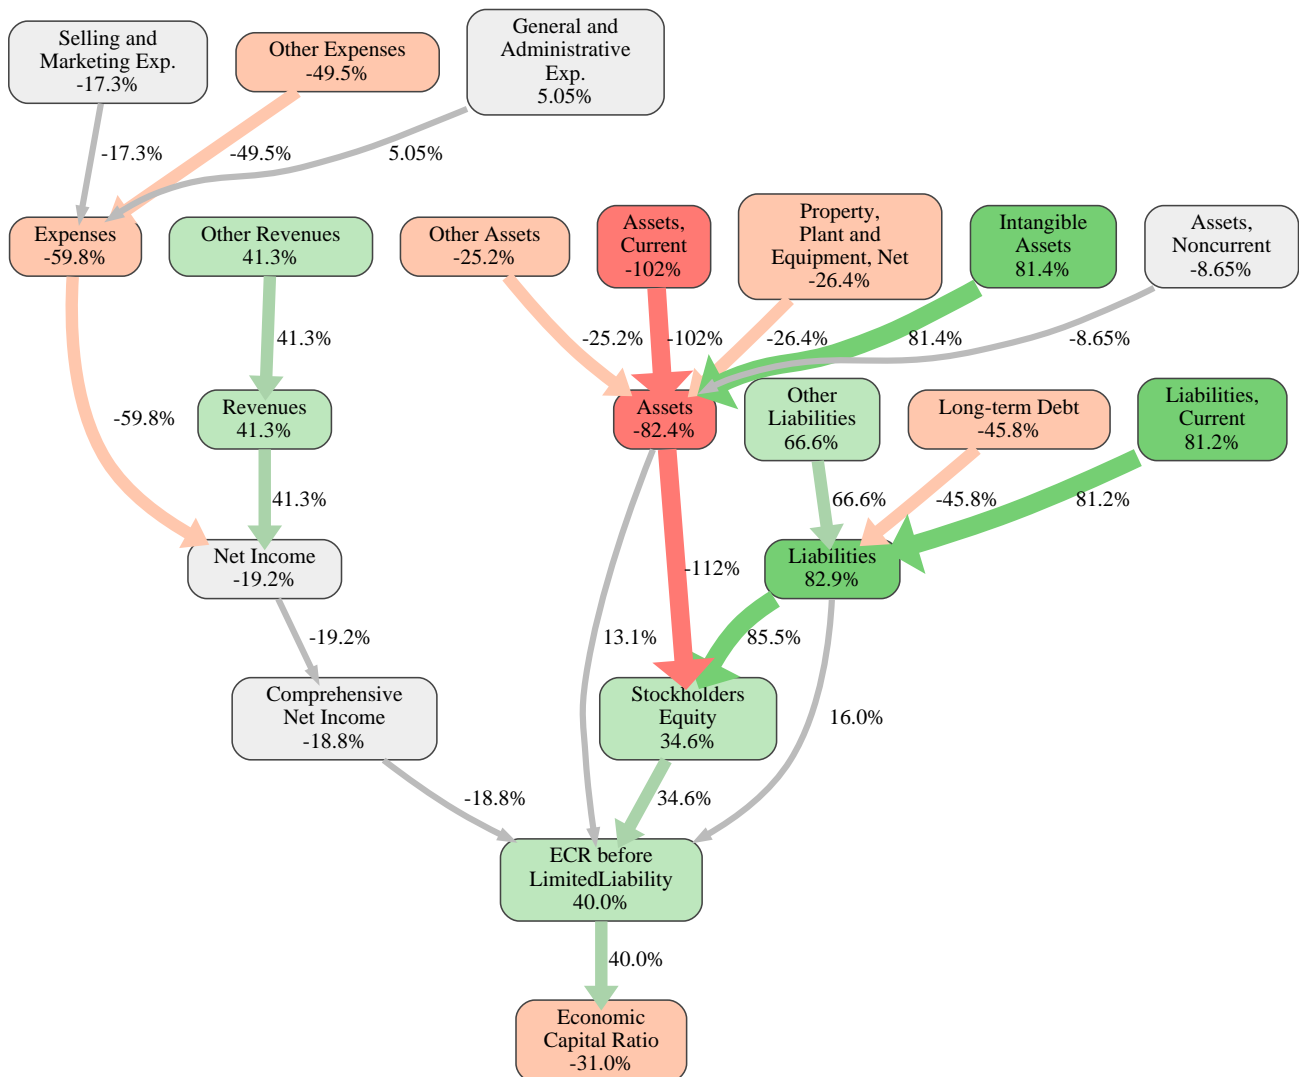 Selling and
Marketing Exp.
-17.3%
Other Expenses
-49.5%
General and
Administrative
Exp.
5.05%
-17.3%
-49.5%
5.05%
Expenses
-59.8%
Other Revenues
41.3%
Other Assets
-25.2%
Assets,
Current
-102%
Property,
Plant and
Equipment, Net
-26.4%
Intangible
Assets
81.4%
Assets,
Noncurrent
-8.65%
41.3%
-25.2%
-102%
-26.4%
81.4%
-8.65%
-59.8%
Revenues
41.3%
Assets
-82.4%
Other
Liabilities
66.6%
Long-term Debt
-45.8%
Liabilities,
Current
81.2%
41.3%
66.6%
-45.8%
81.2%
Net Income
-19.2%
-112%
Liabilities
82.9%
-19.2%
13.1%
85.5%
16.0%
Comprehensive
Net Income
-18.8%
Stockholders
Equity
34.6%
-18.8%
34.6%
ECR before
LimitedLiability
40.0%
40.0%
Economic
Capital Ratio
-31.0%